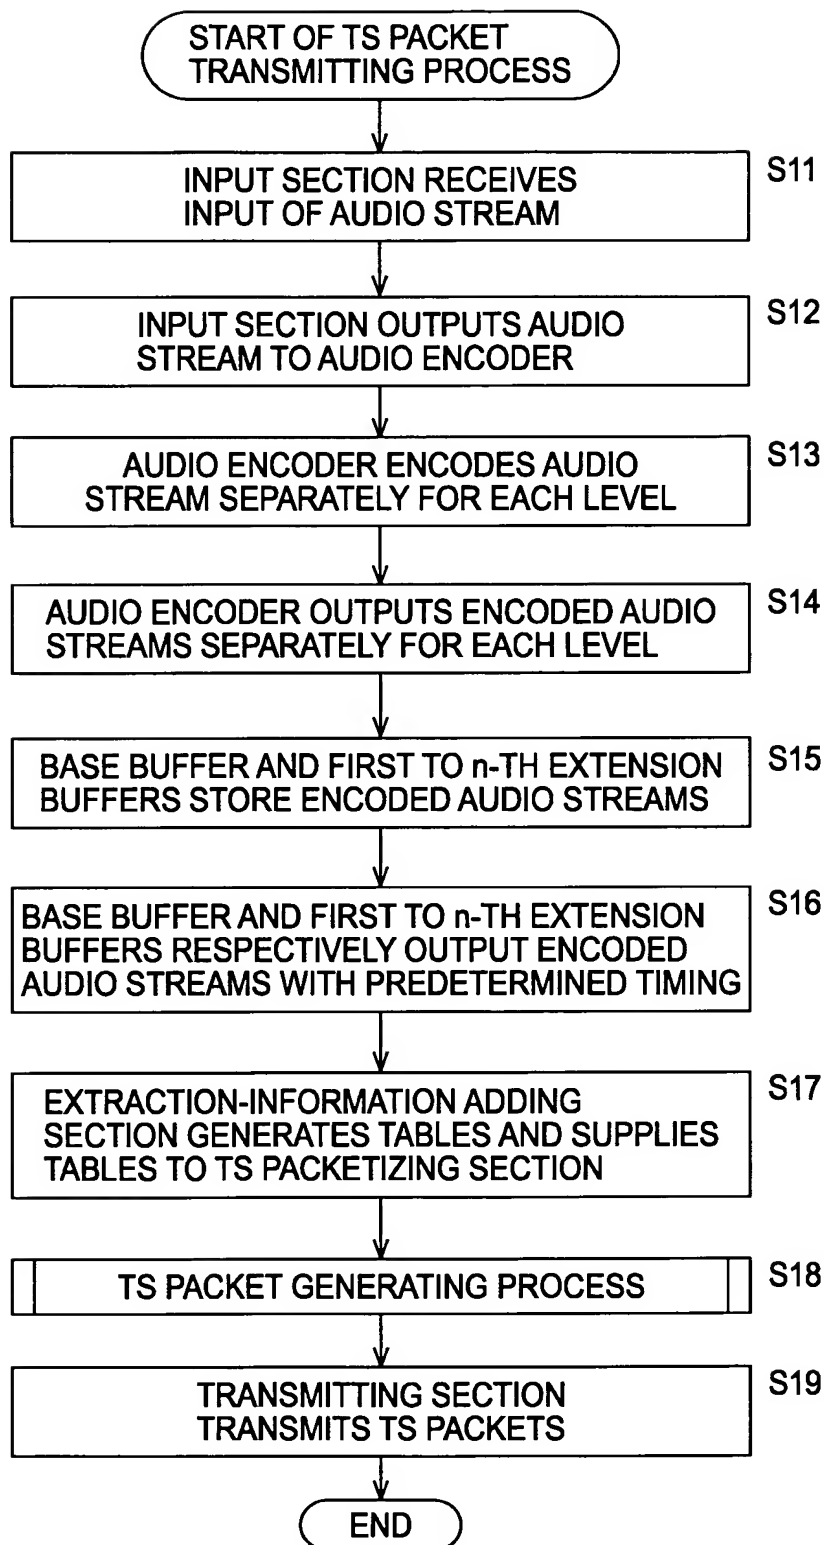 START OF TS PACKET
TRANSMITTING PROCESS
S11
INPUT SECTION RECEIVES
INPUT OF AUDIO STREAM
S12
INPUT SECTION OUTPUTS AUDIO
STREAM TO AUDIO ENCODER
S13
AUDIO ENCODER ENCODES AUDIO
STREAM SEPARATELY FOR EACH LEVEL
S14
AUDIO ENCODER OUTPUTS ENCODED AUDIO
STREAMS SEPARATELY FOR EACH LEVEL
S15
BASE BUFFER AND FIRST TO n-TH EXTENSION
BUFFERS STORE ENCODED AUDIO STREAMS
S16
BASE BUFFER AND FIRST TO n-TH EXTENSION
BUFFERS RESPECTIVELY OUTPUT ENCODED
AUDIO STREAMS WITH PREDETERMINED TIMING
S17
EXTRACTION-INFORMATION ADDING
SECTION GENERATES TABLES AND SUPPLIES
TABLES TO TS PACKETIZING SECTION
S18
TS PACKET GENERATING PROCESS
S19
TRANSMITTING SECTION
TRANSMITS TS PACKETS
END